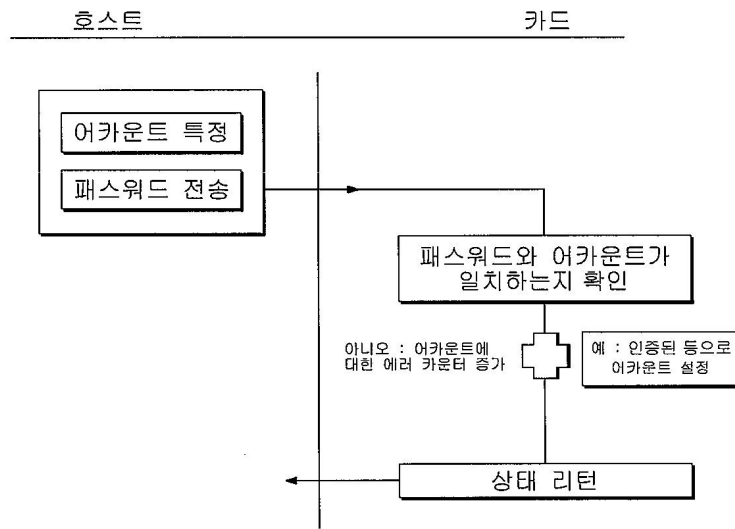 호스트
카드
어카운트 특정
패스워드 전송
패스워드와 어카운트가
일치하는지 확인
아니오 : 어카운트에
대한 에러 카운터 증가
예 : 인증된 등으로
어카운트 설정
상태 리턴